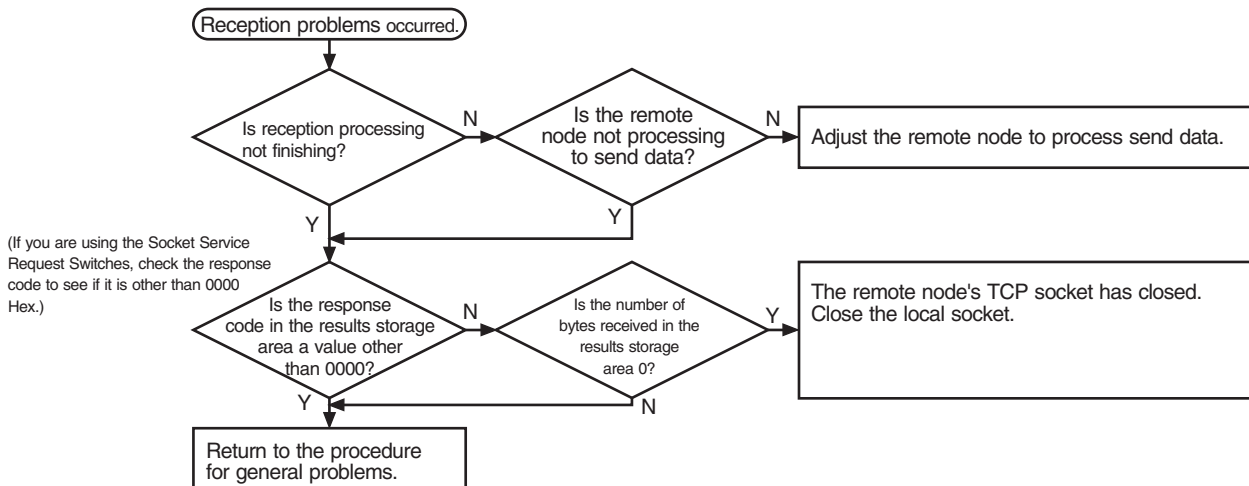 Reception problems occurred.
Is reception processing
not finishing?
N
Is the remote
node not processing
to send data?
N
Adjust the remote node to process send data.
Y
Y
(If you are using the Socket Service
Request Switches, check the response
code to see if it is other than 0000
Hex.)
Is the response
code in the results storage
area a value other
than 0000?
N
Is the number of
bytes received in the
results storage
area 0?
Y
The remote node's TCP socket has closed.
Close the local socket.
Y
N
Return to the procedure
for general problems.